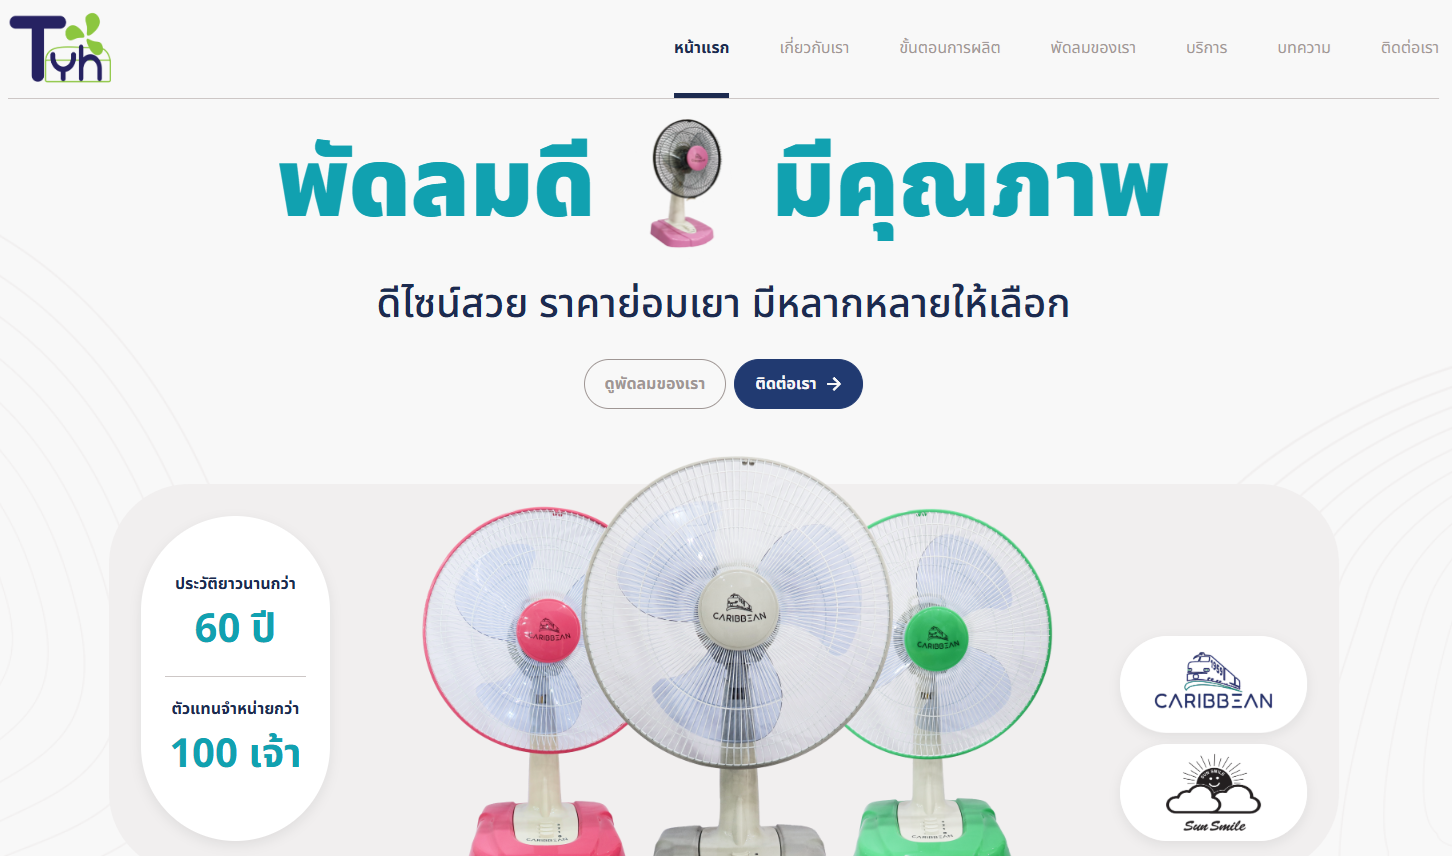 Tyh
หน้าแรก
เกี่ยวกับเรา
ขั้นตอนการผลิต
พัดลมของเรา
บริการ
บทความ
ติดต่อเรา
พัดลมดี มีคุณภาพ
ดีไซน์สวย ราคาย่อมเยา มีหลากหลายให้เลือก
ดูพัดลมของเรา
ติดต่อเรา
ประวัติยาวนานกว่า
60 ปี
ตัวแทนจำหน่ายกว่า
100 เจ้า
CARIBBEAN
CARIBBEAN
CARIBBEAN
CARIBBEAN
CARIBBEAN
1959
CARIBBEAN
SUN SMILE
Sun Smile